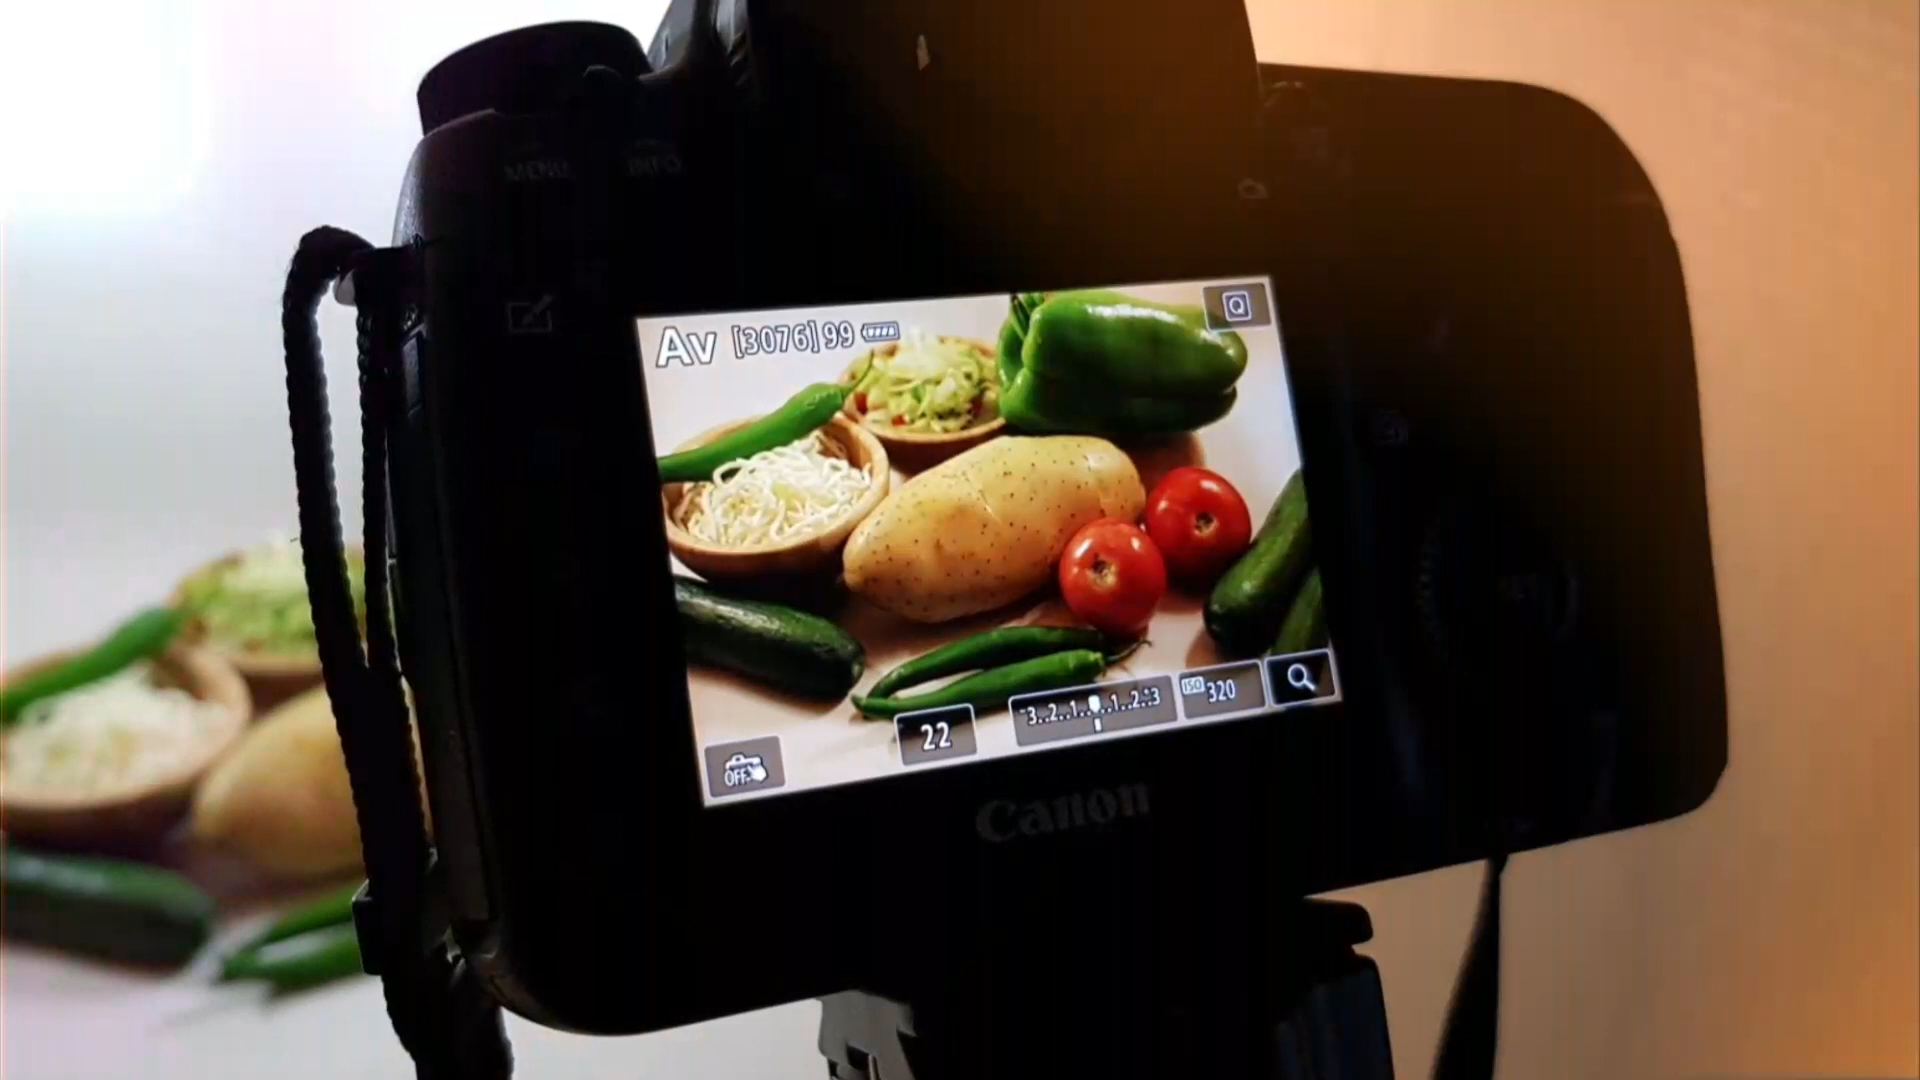 MENU INFO
Av [3076] 99
Q
22
-3..2..1..0..1..2..+3
ISO 320
OFF
Canon